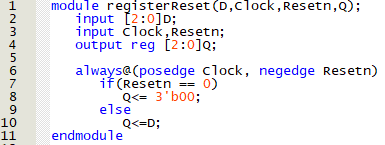 1 module registerReset(D,Clock,Resetn,Q);
2 input [2:0]D;
3 input Clock,Resetn;
4 output reg [2:0]Q;
5
6 always@(posedge Clock, negedge Resetn)
7 if(Resetn == 0)
8 Q<= 3'b00;
9 else
10 Q<=D;
11 endmodule